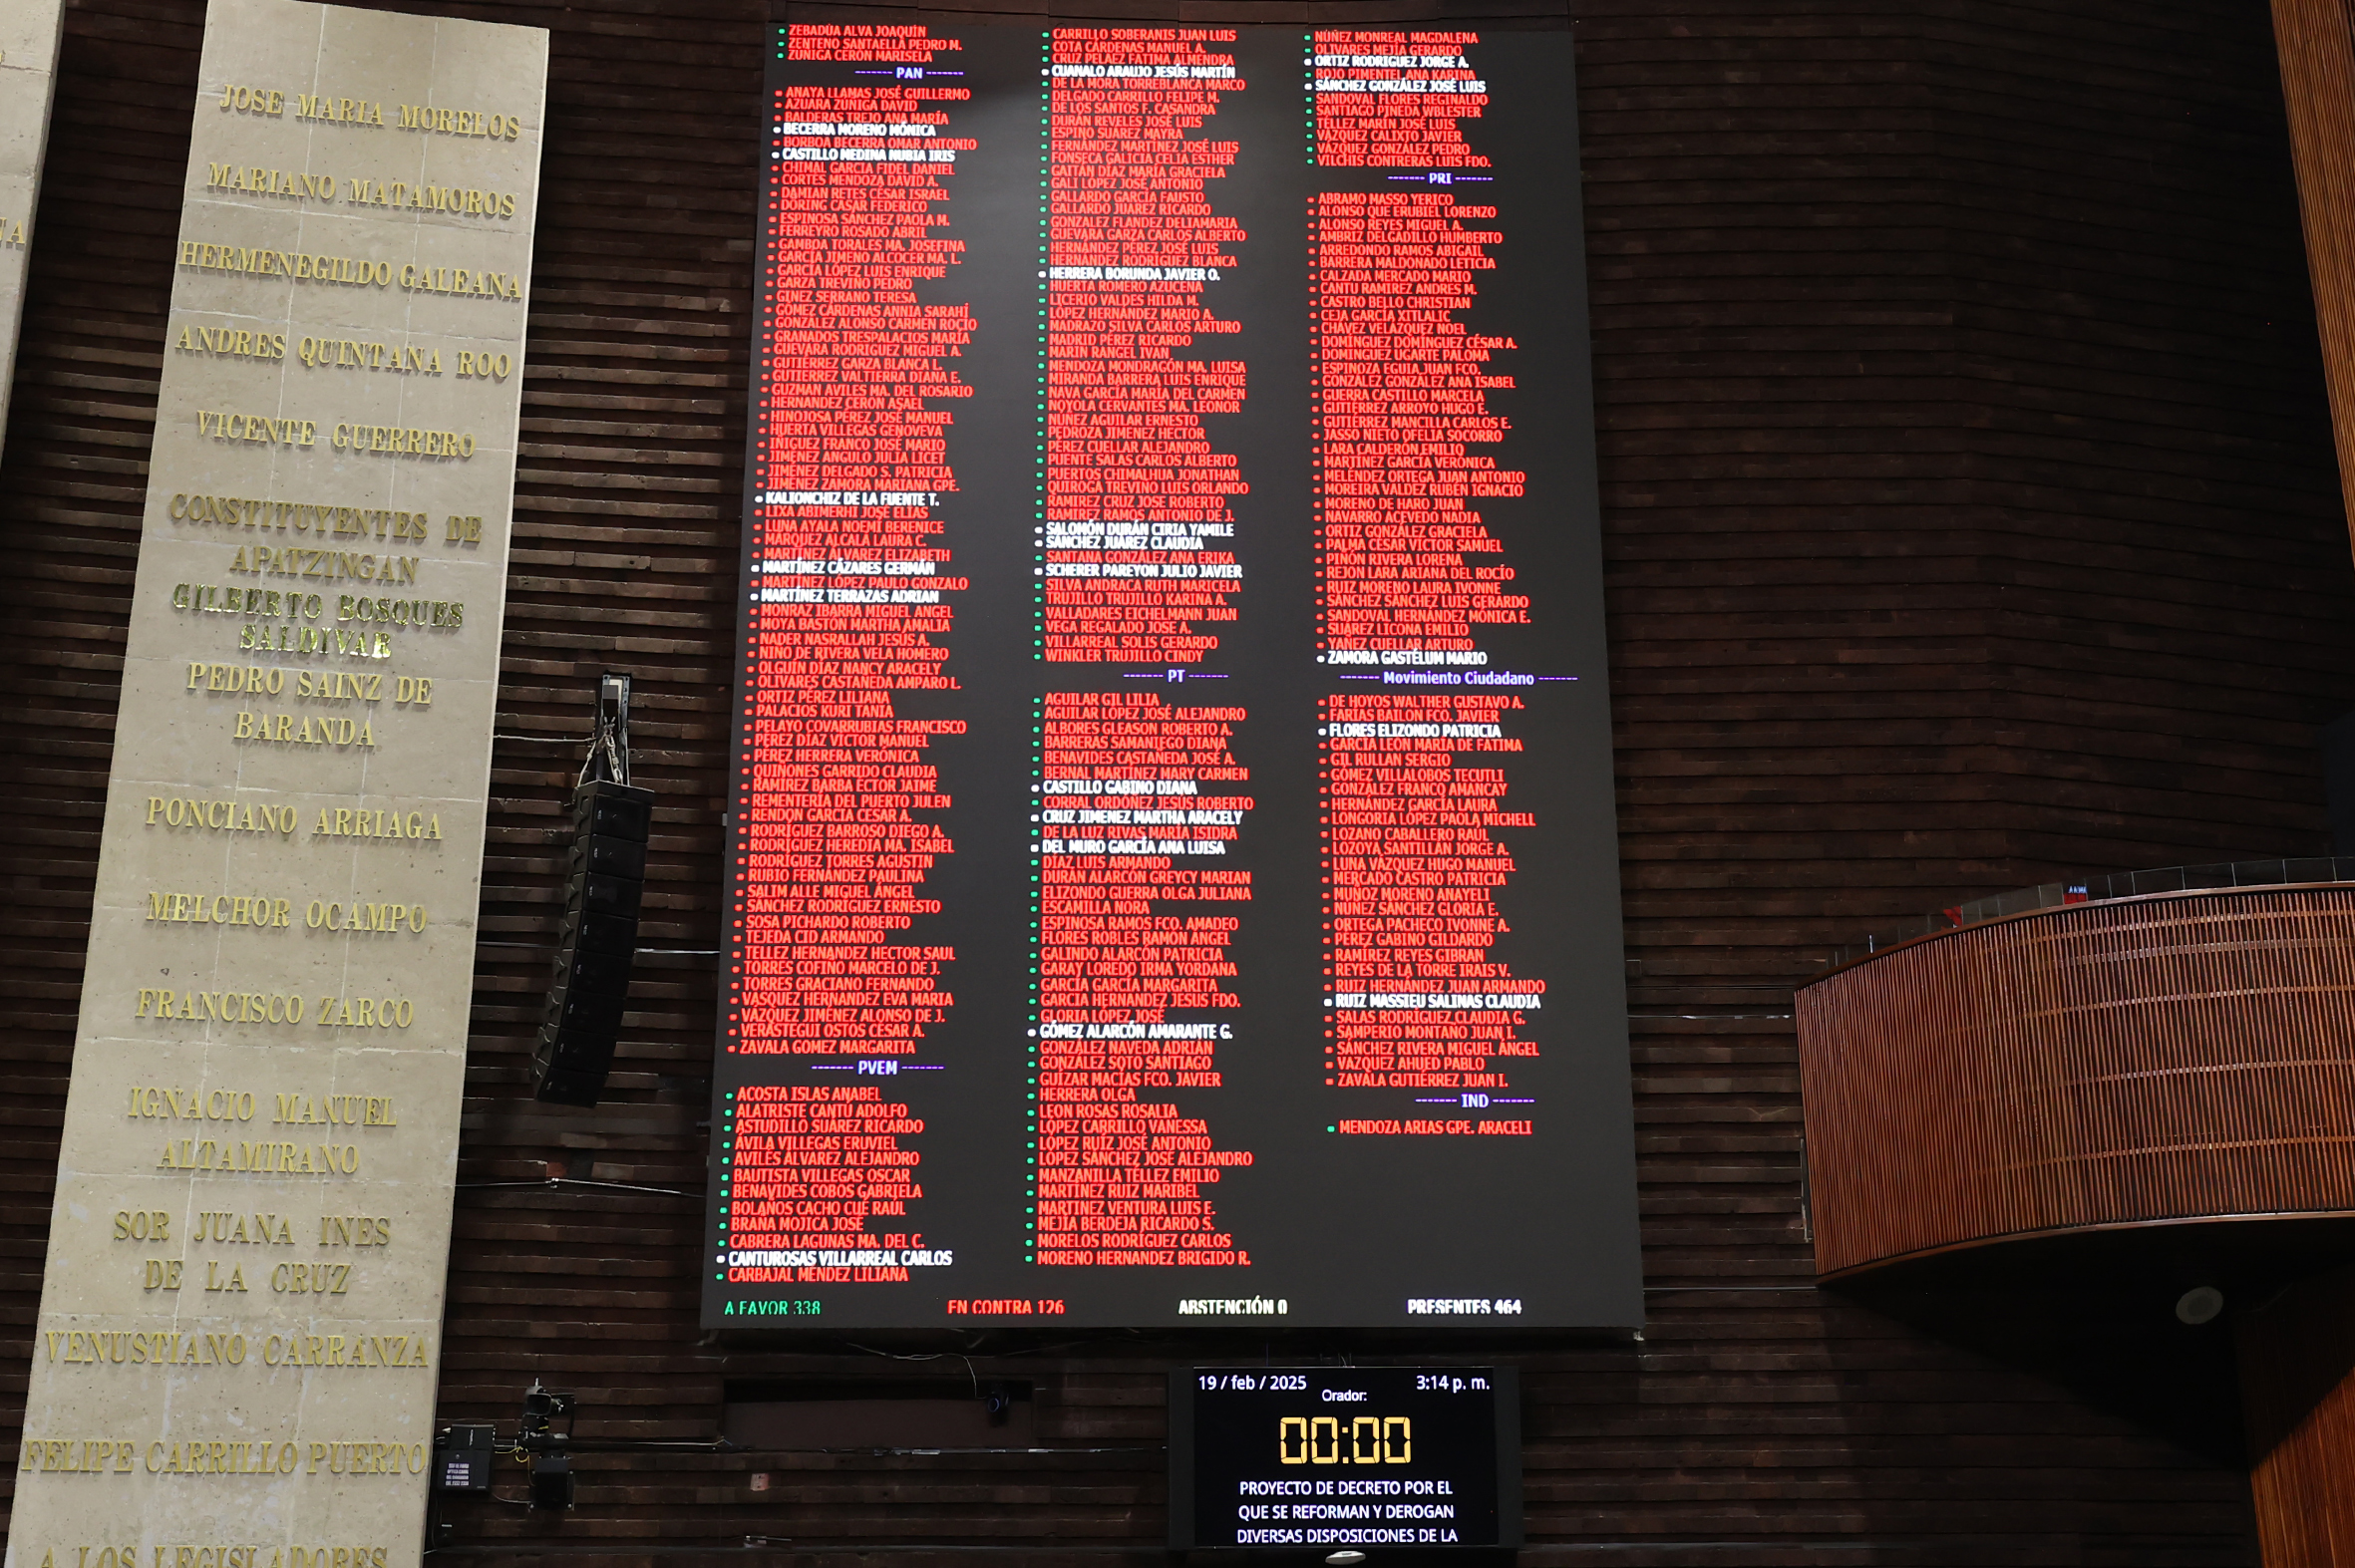 JOSE MARIA MORELOS
MARIANO MATAMOROS
HERMENEGILDO GALEANA
ANDRES QUINTANA ROO
VICENTE GUERRERO
CONSTITUYENTES DE
APATZINGAN
GILBERTO BOSQUES
SALDIVAR
PEDRO SAINZ DE
BARANDA
PONCIANO ARRIAGA
MELCHOR OCAMPO
FRANCISCO ZARCO
IGNACIO MANUEL
ALTAMIRANO
SOR JUANA INES
DE LA CRUZ
VENUSTIANO CARRANZA
FELIPE CARRILLO PUERTO
A LOS LEGISLADORES
ZEBADÚA ALVA JOAQUÍN
ZENTENO SANTAELLA PEDRO M.
ZÚÑIGA CERÓN MARISELA
------- PAN -------
ANAYA LLAMAS JOSÉ GUILLERMO
AZUARA ZÚÑIGA DAVID
BALDERAS TREJO ANA MARÍA
BECERRA MORENO MÓNICA
BORBOA BECERRA OMAR ANTONIO
CASTILLO MEDINA NUBIA IRIS
CHIMAL GARCÍA FIDEL DANIEL
CORTÉS MENDOZA DAVID A.
DAMIÁN RETES CÉSAR ISRAEL
DÖRING CASAR FEDERICO
ESPINOSA SÁNCHEZ PAOLA M.
FERREYRO ROSADO ABRIL
GAMBOA TORALES MA. JOSEFINA
GARCÍA JIMENO ALCOCER MA. L.
GARCÍA LÓPEZ LUIS ENRIQUE
GARZA TREVIÑO PEDRO
GINEZ SERRANO TERESA
GÓMEZ CÁRDENAS ANNIA SARAHÍ
GONZÁLEZ ALONSO CARMEN ROCÍO
GRANADOS TRESPALACIOS MARÍA
GUEVARA RODRÍGUEZ MIGUEL A.
GUTIÉRREZ GARZA BLANCA L.
GUTIÉRREZ VALTIERRA DIANA E.
GUZMÁN AVILÉS MA. DEL ROSARIO
HERNÁNDEZ CERÓN ASAEL
HINOJOSA PÉREZ JOSÉ MANUEL
HUERTA VILLEGAS GENOVEVA
ÍÑIGUEZ FRANCO JOSÉ MARIO
JIMÉNEZ ANGULO JULIA LICET
JIMÉNEZ DELGADO S. PATRICIA
JIMÉNEZ ZAMORA MARIANA GPE.
KALIONCHIZ DE LA FUENTE T.
LIXA ABIMERHI JOSÉ ELÍAS
LUNA AYALA NOEMÍ BERENICE
MÁRQUEZ ALCALÁ LAURA C.
MARTÍNEZ ÁLVAREZ ELIZABETH
MARTÍNEZ CÁZARES GERMÁN
MARTÍNEZ LÓPEZ PAULO GONZALO
MARTÍNEZ TERRAZAS ADRIAN
MONRAZ IBARRA MIGUEL ÁNGEL
MOYA BASTÓN MARTHA AMALIA
NADER NASRALLAH JESÚS A.
NIÑO DE RIVERA VELA HOMERO
OLGUÍN DÍAZ NANCY ARACELY
OLIVARES CASTAÑEDA AMPARO L.
ORTIZ PÉREZ LILIANA
PALACIOS KURI TANIA
PELAYO COVARRUBIAS FRANCISCO
PÉREZ DÍAZ VÍCTOR MANUEL
PÉREZ HERRERA VERÓNICA
QUIÑONES GARRIDO CLAUDIA
RAMÍREZ BARBA ÉCTOR JAIME
REMENTERÍA DEL PUERTO JULEN
RENDÓN GARCÍA CÉSAR A.
RODRÍGUEZ BARROSO DIEGO A.
RODRÍGUEZ HEREDIA MA. ISABEL
RODRÍGUEZ TORRES AGUSTÍN
RUBIO FERNÁNDEZ PAULINA
SALIM ALLE MIGUEL ÁNGEL
SÁNCHEZ RODRÍGUEZ ERNESTO
SOSA PICHARDO ROBERTO
TEJEDA CID ARMANDO
TÉLLEZ HERNÁNDEZ HÉCTOR SAÚL
TORRES COFIÑO MARCELO DE J.
TORRES GRACIANO FERNANDO
VÁSQUEZ HERNÁNDEZ EVA MARÍA
VÁZQUEZ JIMÉNEZ ALONSO DE J.
VERÁSTEGUI OSTOS CÉSAR A.
ZAVALA GÓMEZ MARGARITA
------- PVEM -------
ACOSTA ISLAS ANABEL
ALATRISTE CANTÚ ADOLFO
ASTUDILLO SUÁREZ RICARDO
ÁVILA VILLEGAS ERUVIEL
AVILÉS ÁLVAREZ ALEJANDRO
BAUTISTA VILLEGAS ÓSCAR
BENAVIDES COBOS GABRIELA
BOLAÑOS CACHO CUÉ RAÚL
BRAÑA MOJICA JOSÉ
CABRERA LAGUNAS MA. DEL C.
CANTUROSAS VILLARREAL CARLOS
CARBAJAL MÉNDEZ LILIANA
CARRILLO SOBERANIS JUAN LUIS
COTA CÁRDENAS MANUEL A.
CRUZ PELÁEZ FÁTIMA ALMENDRA
CUANALO ARAUJO JESÚS MARTÍN
DE LA MORA TORREBLANCA MARCO
DELGADO CARRILLO FELIPE M.
DE LOS SANTOS F. CASANDRA
DURÁN REVELES JOSÉ LUIS
ESPINO SUÁREZ MAYRA
FERNÁNDEZ MARTÍNEZ JOSÉ LUIS
FONSECA GALICIA CELIA ESTHER
GAITÁN DÍAZ MARÍA GRACIELA
GALI LÓPEZ JOSÉ ANTONIO
GALLARDO GARCÍA FAUSTO
GALLARDO JUÁREZ RICARDO
GONZÁLEZ FLANDEZ DELIAMARIA
GUEVARA GARZA CARLOS ALBERTO
HERNÁNDEZ PÉREZ JOSÉ LUIS
HERNÁNDEZ RODRÍGUEZ BLANCA
HERRERA BORUNDA JAVIER O.
HUERTA ROMERO AZUCENA
LICERIO VALDÉS HILDA M.
LÓPEZ HERNÁNDEZ MARIO A.
MADRAZO SILVA CARLOS ARTURO
MADRID PÉREZ RICARDO
MARÍN RANGEL IVAN
MENDOZA MONDRAGÓN MA. LUISA
MIRANDA BARRERA LUIS ENRIQUE
NAVA GARCÍA MARÍA DEL CARMEN
NOYOLA CERVANTES MA. LEONOR
NÚÑEZ AGUILAR ERNESTO
PEDROZA JIMÉNEZ HÉCTOR
PÉREZ CUÉLLAR ALEJANDRO
PUENTE SALAS CARLOS ALBERTO
PUERTOS CHIMALHUA JONATHAN
QUIROGA TREVIÑO LUIS ORLANDO
RAMÍREZ CRUZ JOSÉ ROBERTO
RAMÍREZ RAMOS ANTONIO DE J.
SALOMÓN DURÁN CIRIA YAMILE
SÁNCHEZ JUÁREZ CLAUDIA
SANTANA GONZÁLEZ ANA ERIKA
SCHERER PAREYON JULIO JAVIER
SILVA ANDRACA RUTH MARICELA
TRUJILLO TRUJILLO KARINA A.
VALLADARES EICHELMANN JUAN
VEGA REGALADO JOSÉ A.
VILLARREAL SOLÍS GERARDO
WINKLER TRUJILLO CINDY
------- PT -------
AGUILAR GIL LILIA
AGUILAR LÓPEZ JOSÉ ALEJANDRO
ALBORES GLEASON ROBERTO A.
BARRERAS SAMANIEGO DIANA
BENAVIDES CASTAÑEDA JOSÉ A.
BERNAL MARTÍNEZ MARY CARMEN
CASTILLO GABINO DIANA
CORRAL ORDÓÑEZ JESÚS ROBERTO
CRUZ JIMÉNEZ MARTHA ARACELY
DE LA LUZ RIVAS MARÍA ISIDRA
DEL MURO GARCÍA ANA LUISA
DÍAZ LUIS ARMANDO
DURÁN ALARCÓN GREYCY MARIAN
ELIZONDO GUERRA OLGA JULIANA
ESCAMILLA NORA
ESPINOSA RAMOS FCO. AMADEO
FLORES ROBLES RAMÓN ÁNGEL
GALINDO ALARCÓN PATRICIA
GARAY LOREDO IRMA YORDANA
GARCÍA GARCÍA MARGARITA
GARCÍA HERNÁNDEZ JESÚS FDO.
GLORIA LÓPEZ JOSÉ
GÓMEZ ALARCÓN AMARANTE G.
GONZÁLEZ NAVEDA ADRIÁN
GONZÁLEZ SOTO SANTIAGO
GUÍZAR MACÍAS FCO. JAVIER
HERRERA OLGA
LEÓN ROSAS ROSALÍA
LÓPEZ CARRILLO VANESSA
LÓPEZ RUÍZ JOSÉ ANTONIO
LÓPEZ SÁNCHEZ JOSÉ ALEJANDRO
MANZANILLA TÉLLEZ EMILIO
MARTÍNEZ RUIZ MARIBEL
MARTÍNEZ VENTURA LUIS E.
MEJÍA BERDEJA RICARDO S.
MORELOS RODRÍGUEZ CARLOS
MORENO HERNÁNDEZ BRIGIDO R.
NÚÑEZ MONREAL MAGDALENA
OLIVARES MEJÍA GERARDO
ORTIZ RODRÍGUEZ JORGE A.
ROJO PIMENTEL ANA KARINA
SÁNCHEZ GONZÁLEZ JOSÉ LUIS
SANDOVAL FLORES REGINALDO
SANTIAGO PINEDA WBLESTER
TÉLLEZ MARÍN JOSÉ LUIS
VÁZQUEZ CALIXTO JAVIER
VÁZQUEZ GONZÁLEZ PEDRO
VILCHIS CONTRERAS LUIS FDO.
------- PRI -------
ABRAMO MASSO YERICO
ALONSO QUE ERUBIEL LORENZO
ALONSO REYES MIGUEL A.
AMBRIZ DELGADILLO HUMBERTO
ARREDONDO RAMOS ABIGAIL
BARRERA MALDONADO LETICIA
CALZADA MERCADO MARIO
CANTÚ RAMÍREZ ANDRÉS M.
CASTRO BELLO CHRISTIAN
CEJA GARCÍA XITLALIC
CHÁVEZ VELÁZQUEZ NOEL
DOMÍNGUEZ DOMÍNGUEZ CÉSAR A.
DOMÍNGUEZ UGARTE PALOMA
ESPINOZA EGUIA JUAN FCO.
GONZÁLEZ GONZÁLEZ ANA ISABEL
GUERRA CASTILLO MARCELA
GUTIÉRREZ ARROYO HUGO E.
GUTIÉRREZ MANCILLA CARLOS E.
JASSO NIETO OFELIA SOCORRO
LARA CALDERÓN EMILIO
MARTÍNEZ GARCÍA VERÓNICA
MELÉNDEZ ORTEGA JUAN ANTONIO
MOREIRA VALDEZ RUBÉN IGNACIO
MORENO DE HARO JUAN
NAVARRO ACEVEDO NADIA
ORTIZ GONZÁLEZ GRACIELA
PALMA CÉSAR VÍCTOR SAMUEL
PIÑÓN RIVERA LORENA
REJÓN LARA ARIANA DEL ROCÍO
RUIZ MORENO LAURA IVONNE
SÁNCHEZ SÁNCHEZ LUIS GERARDO
SANDOVAL HERNÁNDEZ MÓNICA E.
SUÁREZ LICONA EMILIO
YÁÑEZ CUÉLLAR ARTURO
ZAMORA GASTÉLUM MARIO
------- Movimiento Ciudadano -------
DE HOYOS WALTHER GUSTAVO A.
FARÍAS BAILON FCO. JAVIER
FLORES ELIZONDO PATRICIA
GARCÍA LEÓN MARÍA DE FÁTIMA
GIL RULLAN SERGIO
GÓMEZ VILLALOBOS TECUTLI
GONZÁLEZ FRANCO AMANCAY
HERNÁNDEZ GARCÍA LAURA
LONGORIA LÓPEZ PAOLA MICHELL
LOZANO CABALLERO RAÚL
LOZOYA SANTILLÁN JORGE A.
LUNA VÁZQUEZ HUGO MANUEL
MERCADO CASTRO PATRICIA
MUÑOZ MORENO ANAYELI
NÚÑEZ SÁNCHEZ GLORIA E.
ORTEGA PACHECO IVONNE A.
PÉREZ GABINO GILDARDO
RAMÍREZ REYES GIBRAN
REYES DE LA TORRE IRAIS V.
RUIZ HERNÁNDEZ JUAN ARMANDO
RUIZ MASSIEU SALINAS CLAUDIA
SALAS RODRÍGUEZ CLAUDIA G.
SAMPERIO MONTAÑO JUAN I.
SÁNCHEZ RIVERA MIGUEL ÁNGEL
VÁZQUEZ AHUED PABLO
ZAVALA GUTIÉRREZ JUAN I.
------- IND -------
MENDOZA ARIAS GPE. ARACELI
A FAVOR 338 EN CONTRA 126 ABSTENCIÓN 0 PRESENTES 464
19 / feb / 2025 3:14 p. m.
Orador:
00:00
PROYECTO DE DECRETO POR EL
QUE SE REFORMAN Y DEROGAN
DIVERSAS DISPOSICIONES DE LA